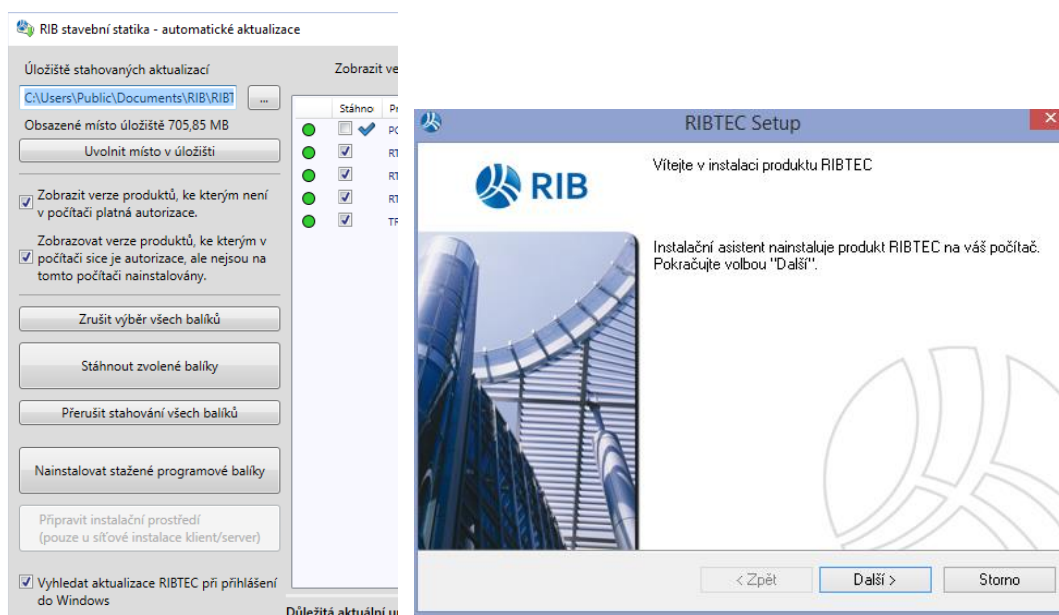 RIB stavební statika - automatické aktualizace
Úložiště stahovaných aktualizací
C:\Users\Public\Documents\RIB\RIBT
...
Obsazené místo úložiště 705,85 MB
Uvolnit místo v úložišti
Zobrazit verze produktů, ke kterým není
v počítači platná autorizace.
Zobrazovat verze produktů, ke kterým v
počítači sice je autorizace, ale nejsou na
tomto počítači nainstalovány.
Zrušit výběr všech balíků
Stáhnout zvolené balíky
Přerušit stahování všech balíků
Nainstalovat stažené programové balíky
Připravit instalační prostředí
(pouze u síťové instalace klient/server)
Vyhledat aktualizace RIBTEC při přihlášení
do Windows
Zobrazit ve
Stáhno
Důležitá aktuální
RIBTEC Setup
RIB
Vítejte v instalaci produktu RIBTEC
Instalační asistent nainstaluje produkt RIBTEC na váš počítač.
Pokračujte volbou "Další".
< Zpět
Další >
Storno